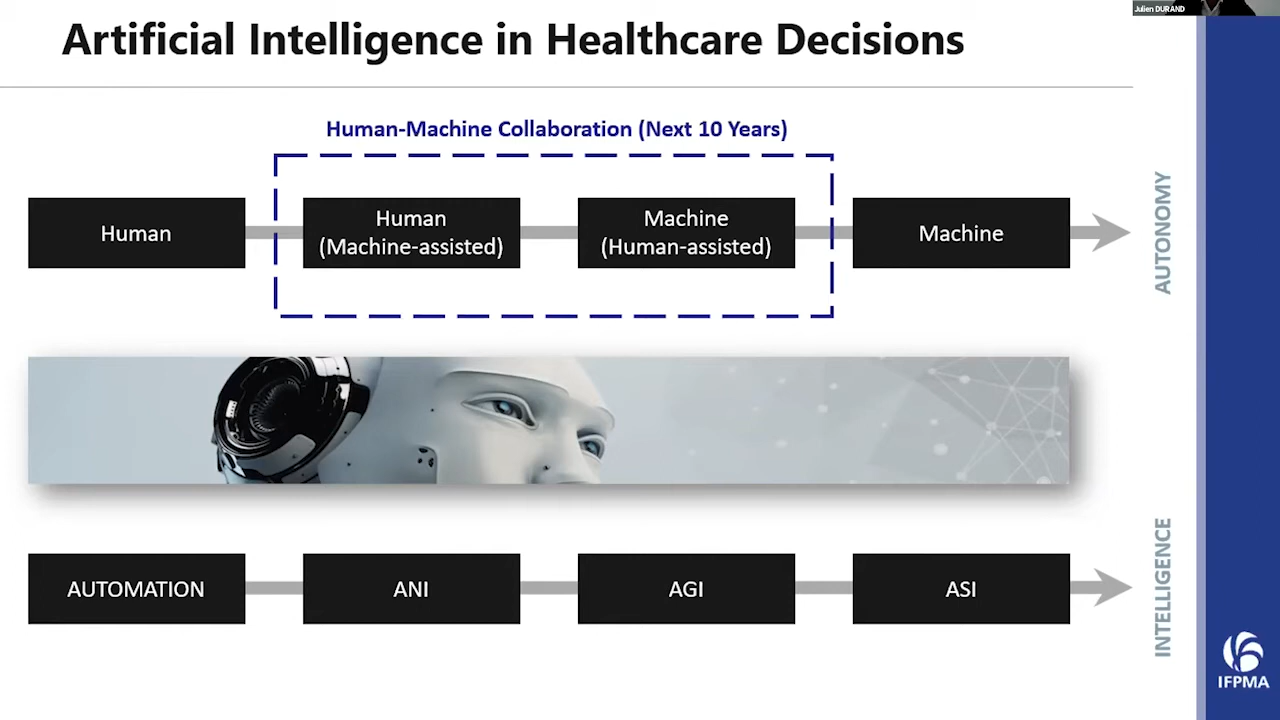 Julien DURAND
Artificial Intelligence in Healthcare Decisions
Human-Machine Collaboration (Next 10 Years)
Human
Human
(Machine-assisted)
Machine
(Human-assisted)
Machine
AUTONOMY
AUTOMATION
ANI
AGI
ASI
INTELLIGENCE
IFPMA